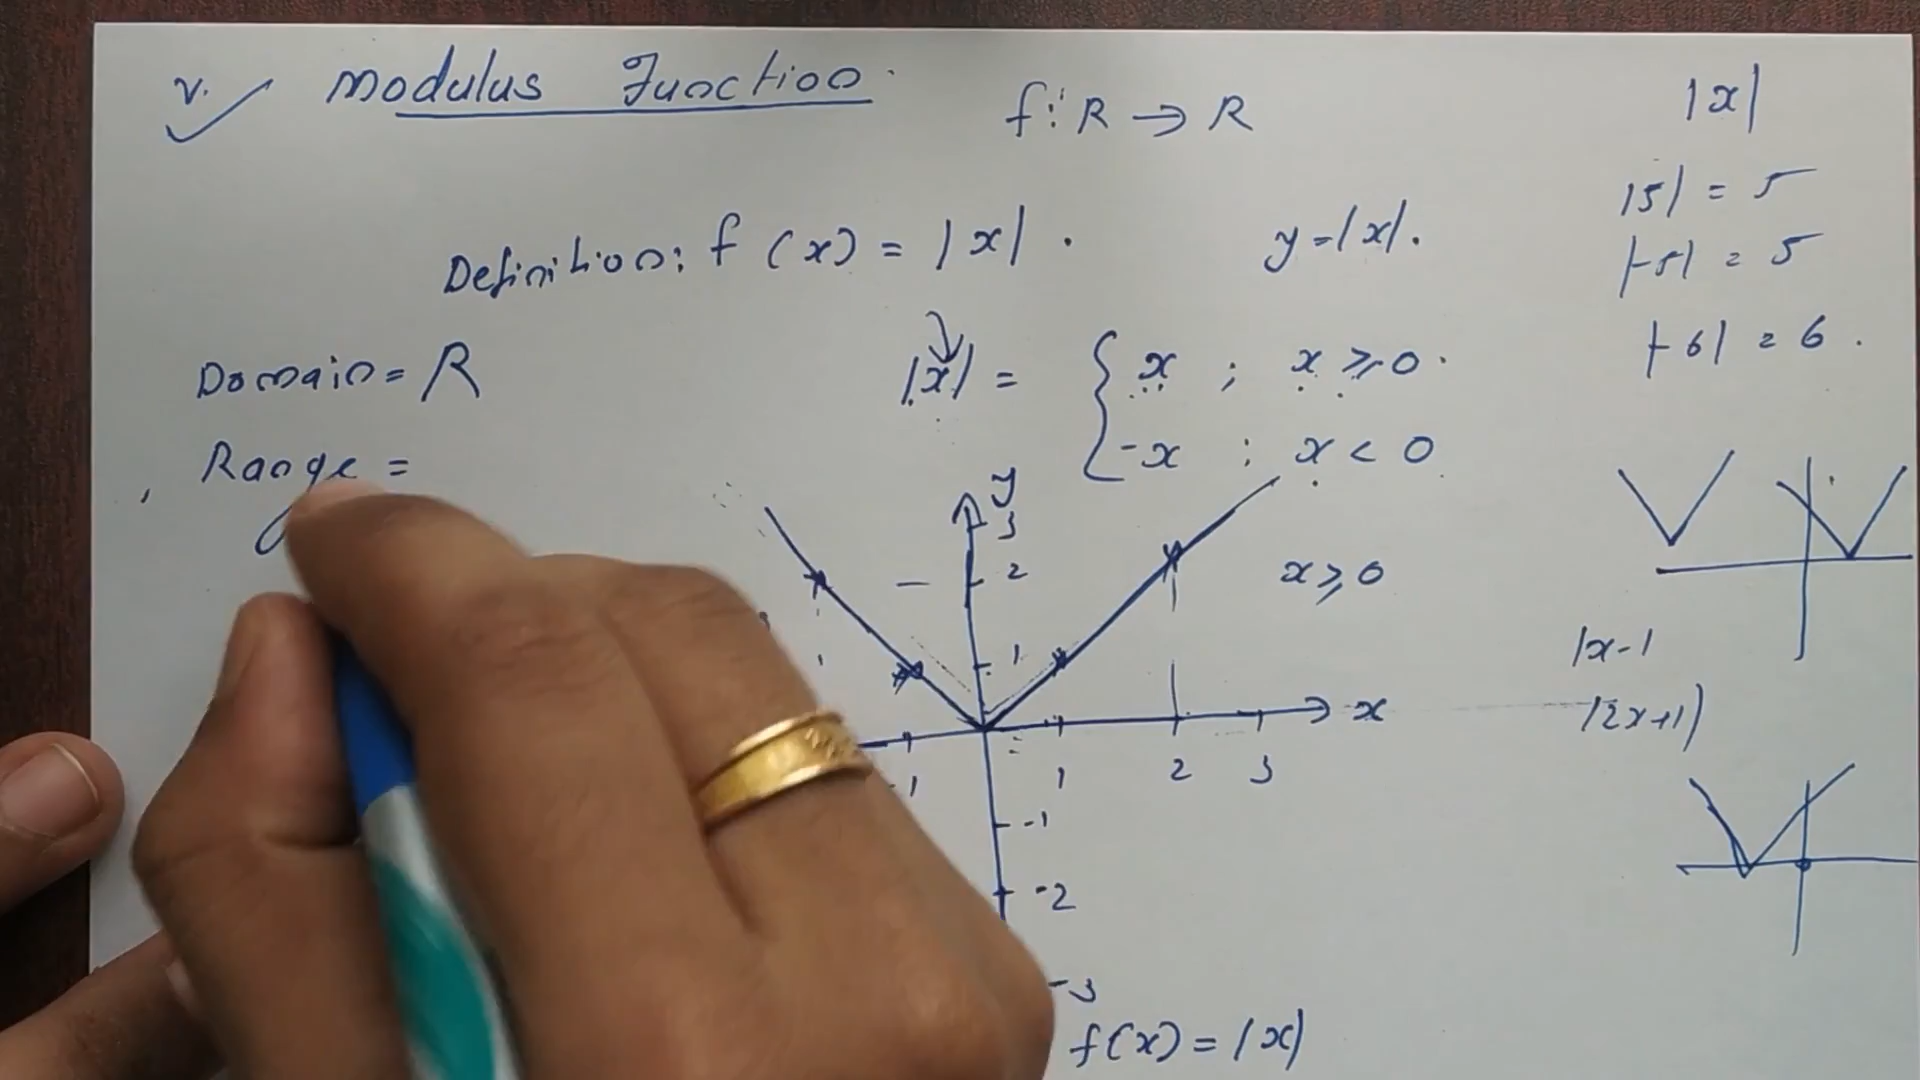 v. Modulus Function.
f: R → R
|x|
|5| = 5
|-5| = 5
|-6| = 6.
Definition: f(x) = |x|.
y=|x|.
Domain = R
Range =
|x| = { x ; x ≥ 0.
-x ; x < 0
y
3
2
1
x ≥ 0
x
-1
1 2 3
-1
-2
-3
f(x) = |x|
|x-1
|2x+1|